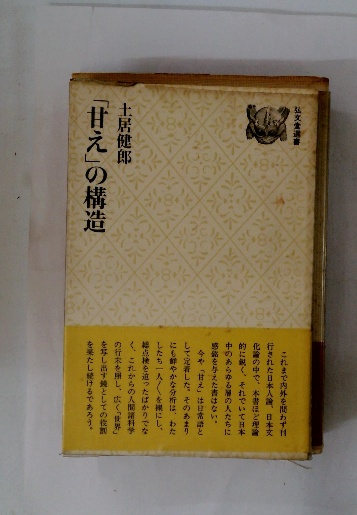 弘文堂選書
土居健郎
「甘え」の構造
これまで内外を問わず刊
行された日本人論、日本文
化論の中で、本書ほど理論
的に鋭く、それでいて日本
中のあらゆる層の人たちに
感銘を与えた書はない。
今や「甘え」は日常語と
して定着した。そのあまり
にも鮮やかな分析は、わた
したち一人〱を裸にし、
総点検を迫ったばかりでな
く、これからの人間諸科学
の行末を照し、広く「世界」
を写し出す鏡としての役割
を果たし続けるであろう。